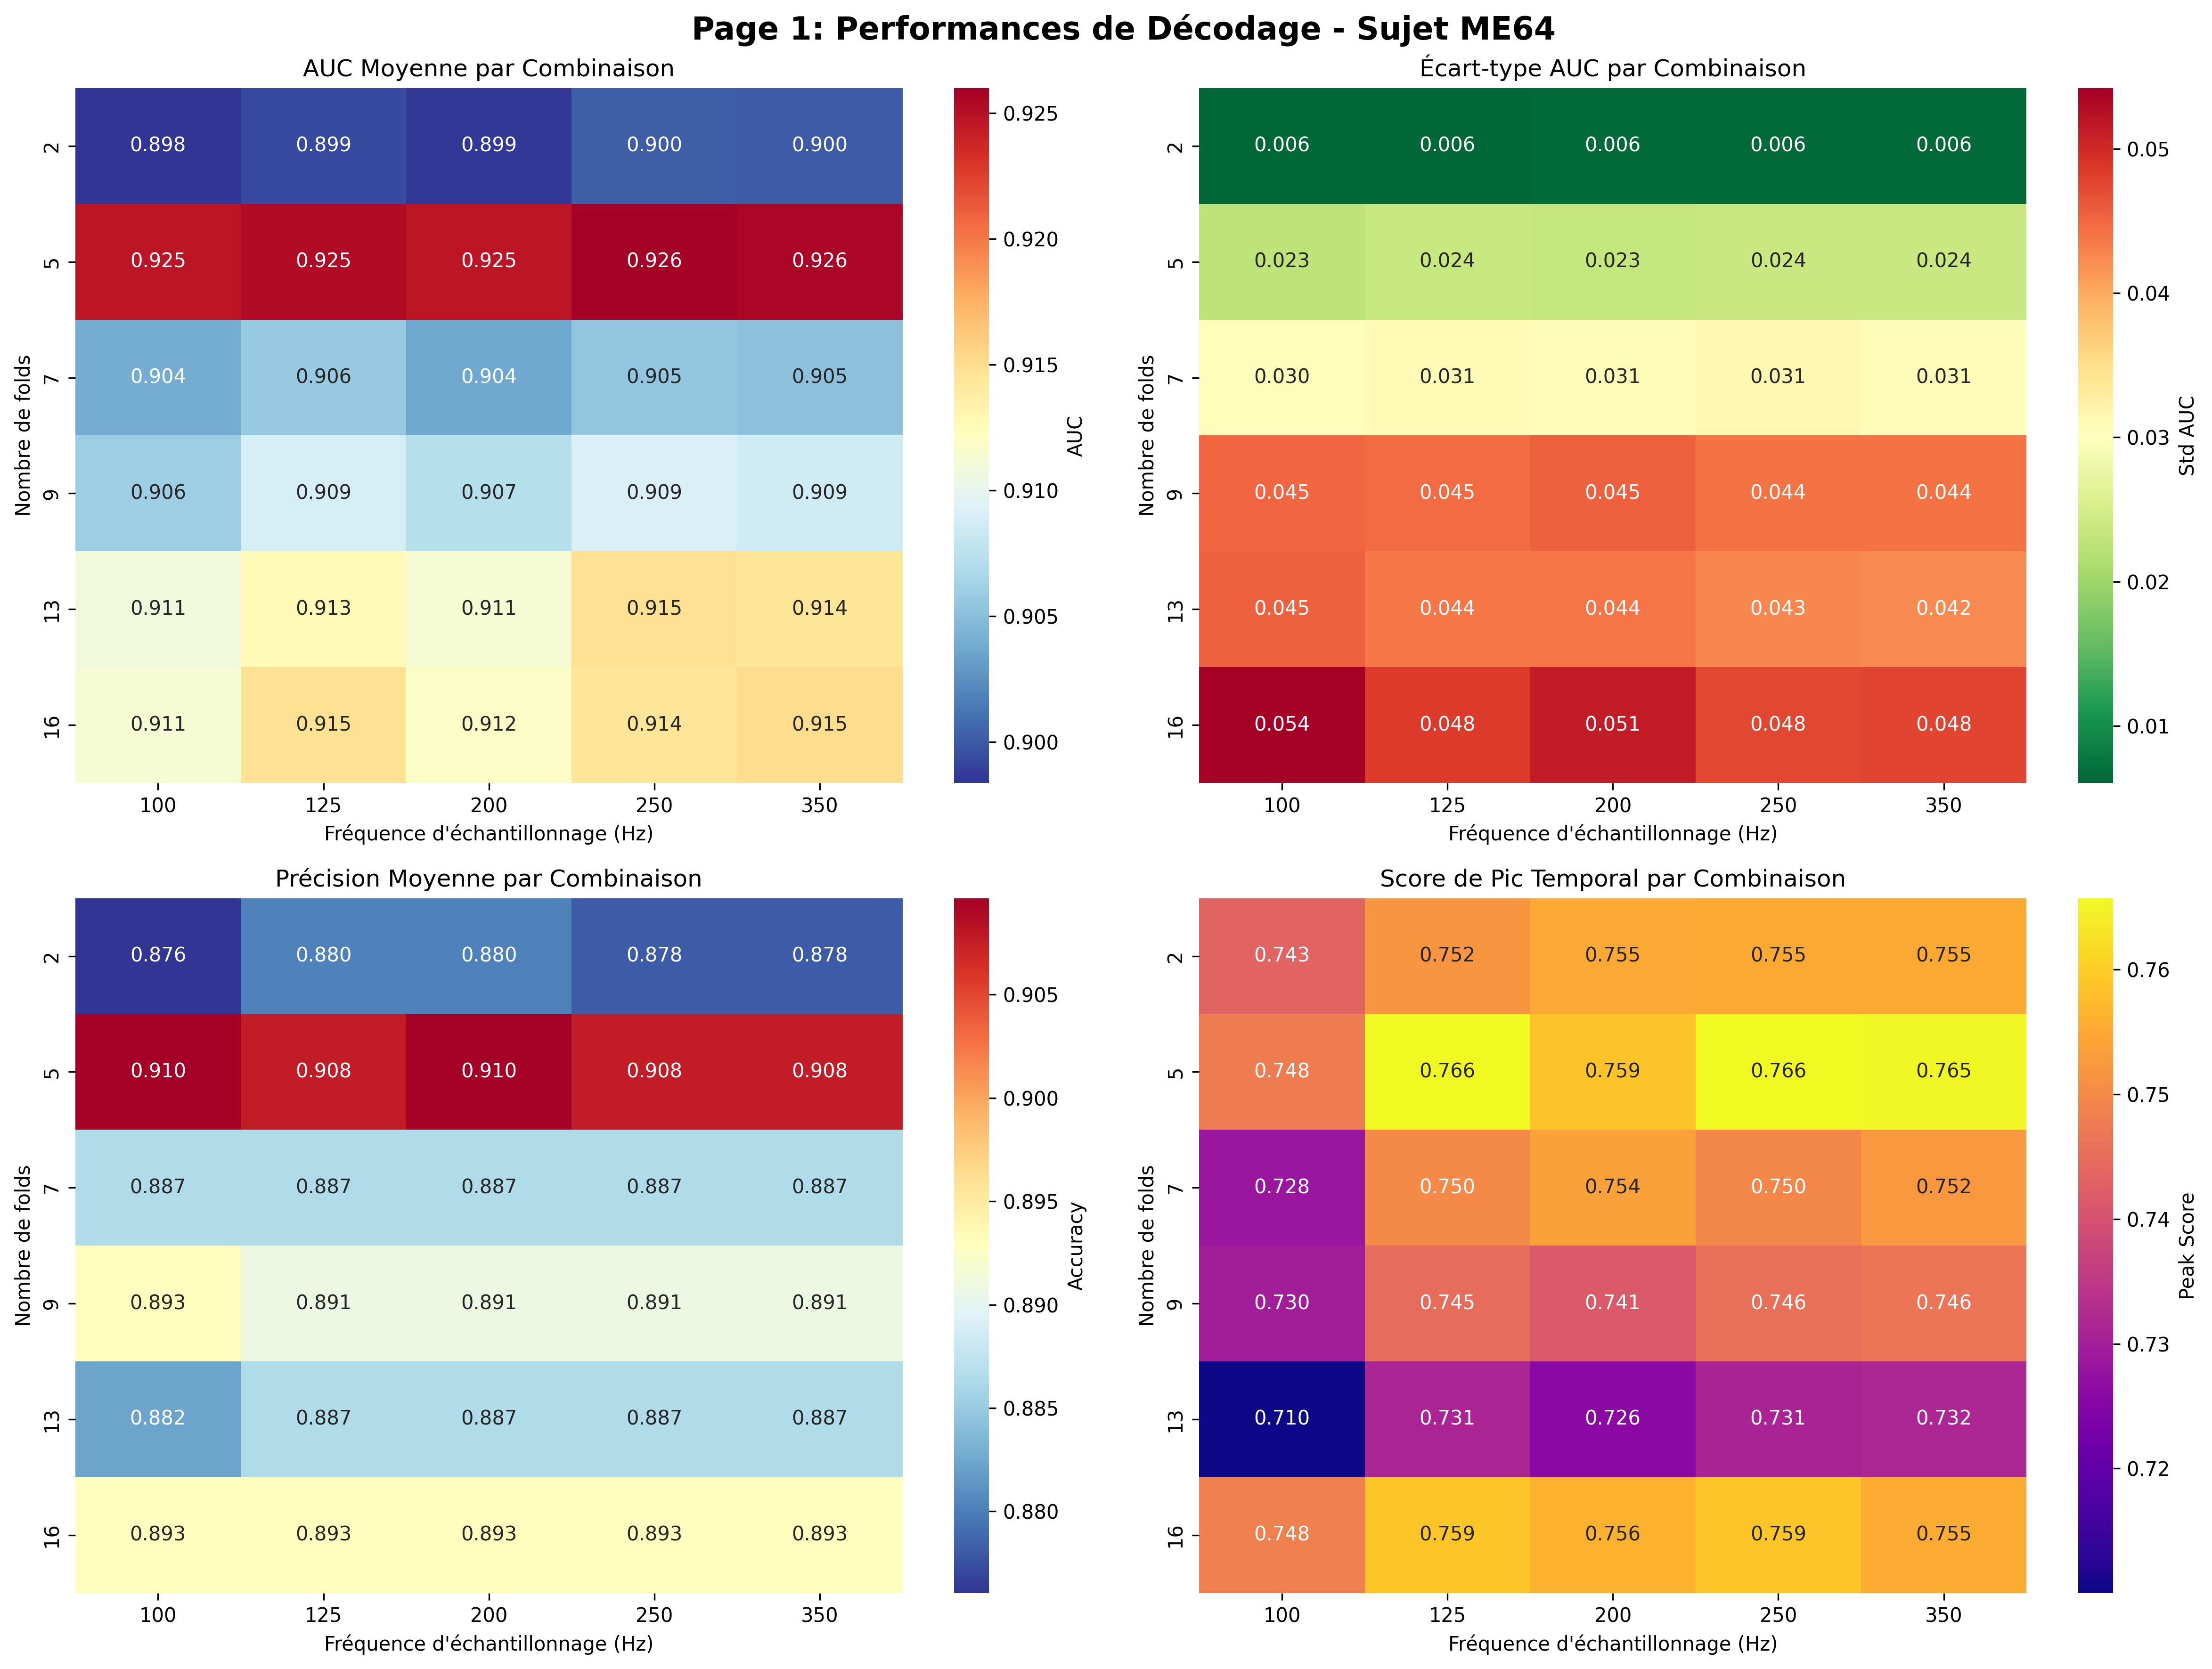 Page 1: Performances de Décodage - Sujet ME64
AUC Moyenne par Combinaison
0.898 0.899 0.899 0.900 0.900
0.925 0.925 0.925 0.926 0.926
0.904 0.906 0.904 0.905 0.905
0.906 0.909 0.907 0.909 0.909
0.911 0.913 0.911 0.915 0.914
0.911 0.915 0.912 0.914 0.915
2
5
7
9
13
16
Nombre de folds
100 125 200 250 350
Fréquence d'échantillonnage (Hz)
0.925
0.920
0.915
0.910
0.905
0.900
AUC
Écart-type AUC par Combinaison
0.006 0.006 0.006 0.006 0.006
0.023 0.024 0.023 0.024 0.024
0.030 0.031 0.031 0.031 0.031
0.045 0.045 0.045 0.044 0.044
0.045 0.044 0.044 0.043 0.042
0.054 0.048 0.051 0.048 0.048
2
5
7
9
13
16
Nombre de folds
100 125 200 250 350
Fréquence d'échantillonnage (Hz)
0.05
0.04
0.03
0.02
0.01
Std AUC
Précision Moyenne par Combinaison
0.876 0.880 0.880 0.878 0.878
0.910 0.908 0.910 0.908 0.908
0.887 0.887 0.887 0.887 0.887
0.893 0.891 0.891 0.891 0.891
0.882 0.887 0.887 0.887 0.887
0.893 0.893 0.893 0.893 0.893
2
5
7
9
13
16
Nombre de folds
100 125 200 250 350
Fréquence d'échantillonnage (Hz)
0.905
0.900
0.895
0.890
0.885
0.880
Accuracy
Score de Pic Temporal par Combinaison
0.743 0.752 0.755 0.755 0.755
0.748 0.766 0.759 0.766 0.765
0.728 0.750 0.754 0.750 0.752
0.730 0.745 0.741 0.746 0.746
0.710 0.731 0.726 0.731 0.732
0.748 0.759 0.756 0.759 0.755
2
5
7
9
13
16
Nombre de folds
100 125 200 250 350
Fréquence d'échantillonnage (Hz)
0.76
0.75
0.74
0.73
0.72
Peak Score